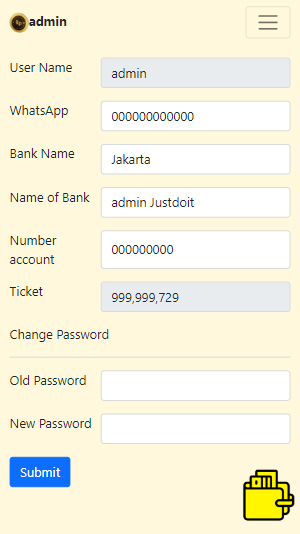 admin
User Name
admin
WhatsApp
000000000000
Bank Name
Jakarta
Name of Bank
admin Justdoit
Number
account
000000000
Ticket
999,999,729
Change Password
Old Password
New Password
Submit